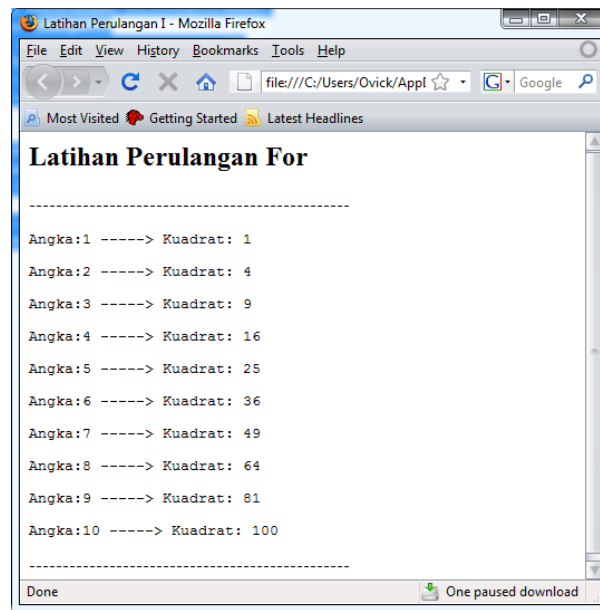 Latihan Perulangan I - Mozilla Firefox
File Edit View History Bookmarks Tools Help
file:///C:/Users/Ovick/AppI
G Google
Most Visited Getting Started Latest Headlines
Latihan Perulangan For
------------------------------------------------
Angka:1 -----> Kuadrat: 1
Angka:2 -----> Kuadrat: 4
Angka:3 -----> Kuadrat: 9
Angka:4 -----> Kuadrat: 16
Angka:5 -----> Kuadrat: 25
Angka:6 -----> Kuadrat: 36
Angka:7 -----> Kuadrat: 49
Angka:8 -----> Kuadrat: 64
Angka:9 -----> Kuadrat: 81
Angka:10 -----> Kuadrat: 100
------------------------------------------------
Done One paused download